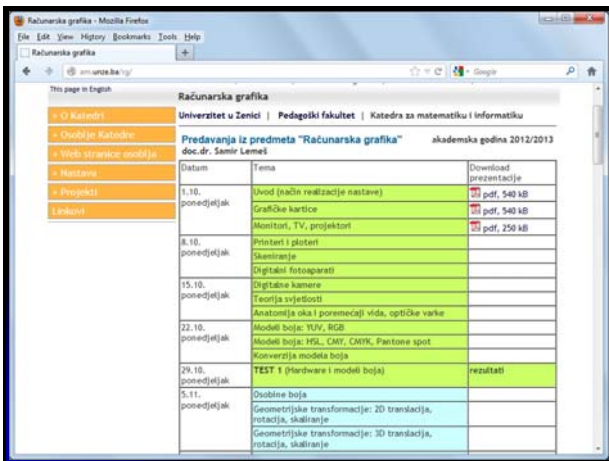 Računarska grafika - Mozilla Firefox
File Edit View History Bookmarks Tools Help
Računarska grafika
am.unze.ba/rg/
Google
This page in English
Računarska grafika
+ O Katedri
+ Osoblje Katedre
+ Web stranice osoblja
+ Nastava
+ Projekti
Linkovi
Univerzitet u Zenici | Pedagoški fakultet | Katedra za matematiku i informatiku
Predavanja iz predmeta "Računarska grafika" akademska godina 2012/2013
doc.dr. Samir Lemeš
Datum Tema Download
prezentacije
1.10.
ponedjeljak
Uvod (način realizacije nastave) pdf, 540 kB
Grafičke kartice pdf, 540 kB
Monitori, TV, projektori pdf, 250 kB
8.10.
ponedjeljak
Printeri i ploteri
Skeniranje
Digitalni fotoaparati
15.10.
ponedjeljak
Digitalne kamere
Teorija svjetlosti
Anatomija oka i poremećaji vida, optičke varke
22.10.
ponedjeljak
Modeli boja: YUV, RGB
Modeli boja: HSL, CMY, CMYK, Pantone spot
Konverzija modela boja
29.10.
ponedjeljak
TEST 1 (Hardware i modeli boja) rezultati
5.11.
ponedjeljak
Osobine boja
Geometrijske transformacije: 2D translacija,
rotacija, skaliranje
Geometrijske transformacije: 3D translacija,
rotacija, skaliranje